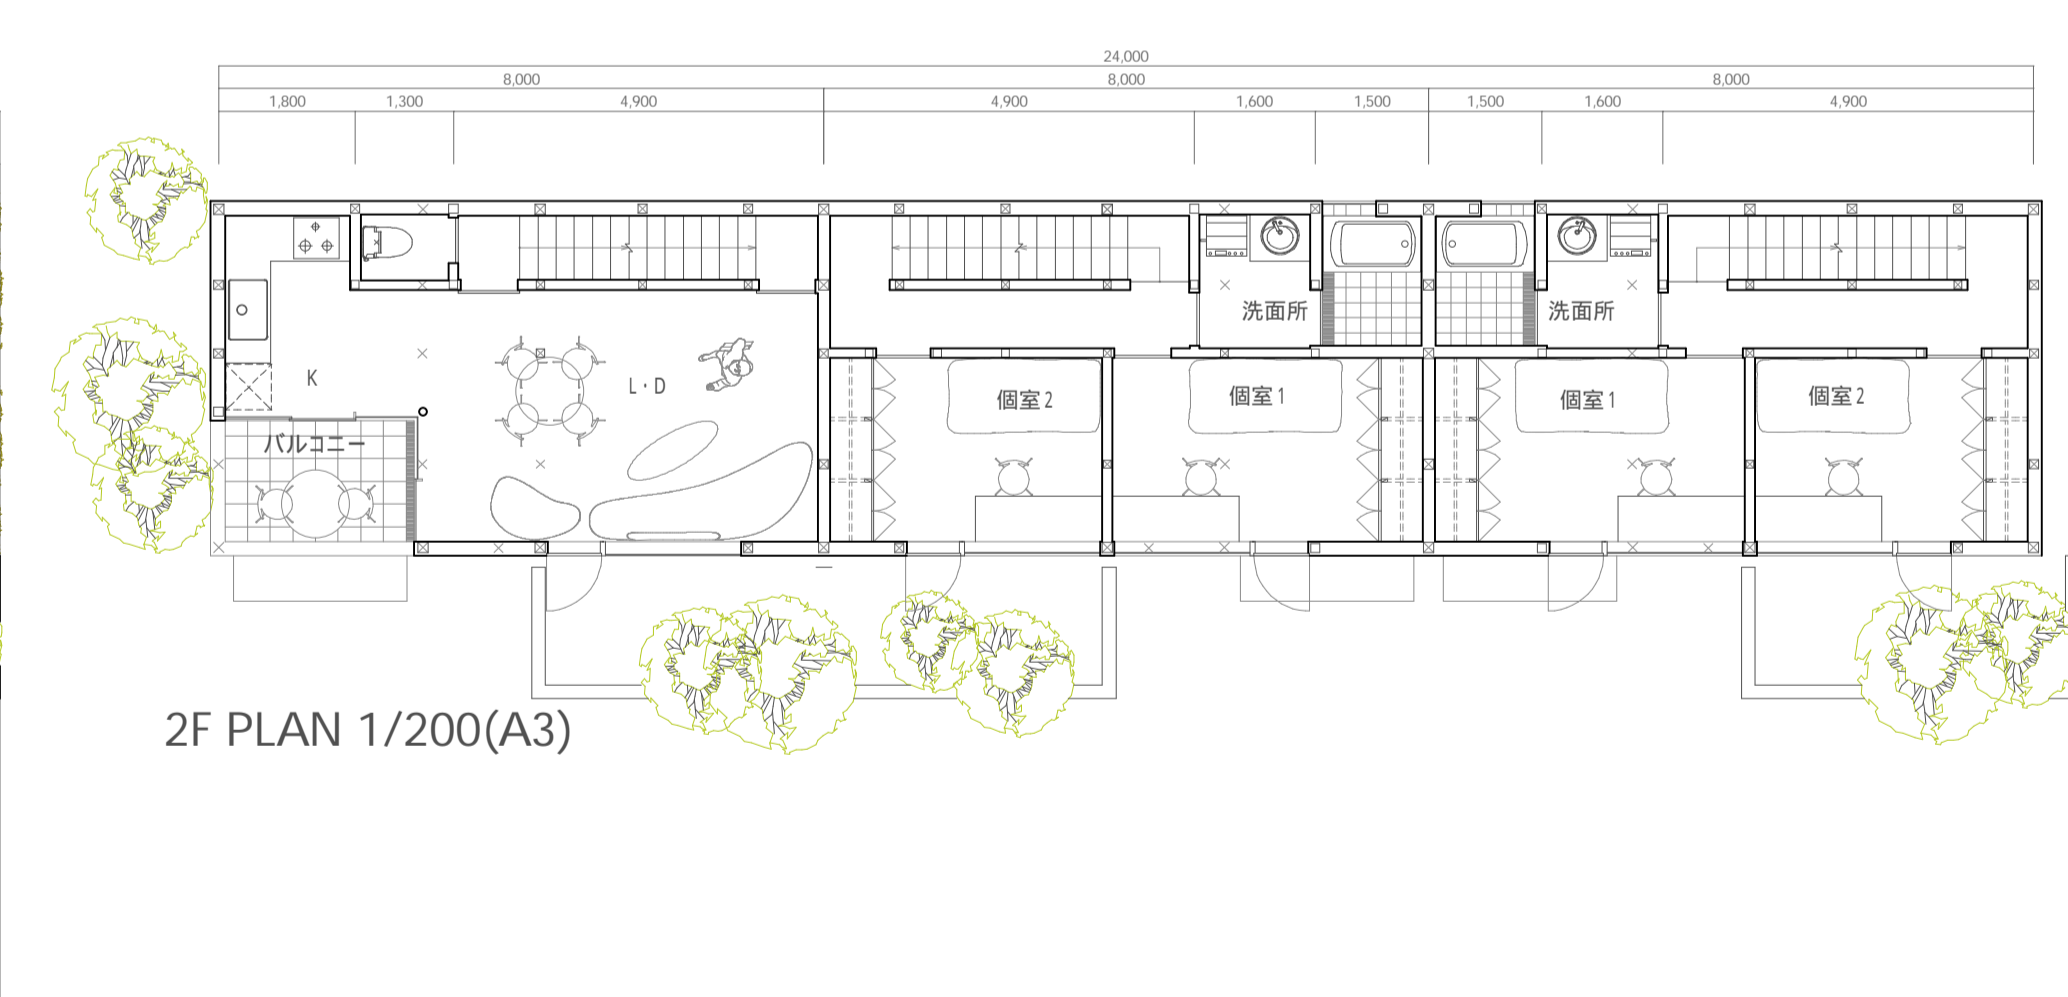 24,000
8,000 8,000 8,000
1,800 1,300 4,900 4,900 1,600 1,500 1,500 1,600 4,900
洗面所 洗面所
K L・D 個室2 個室1 個室1 個室2
バルコニー
2F PLAN 1/200(A3)